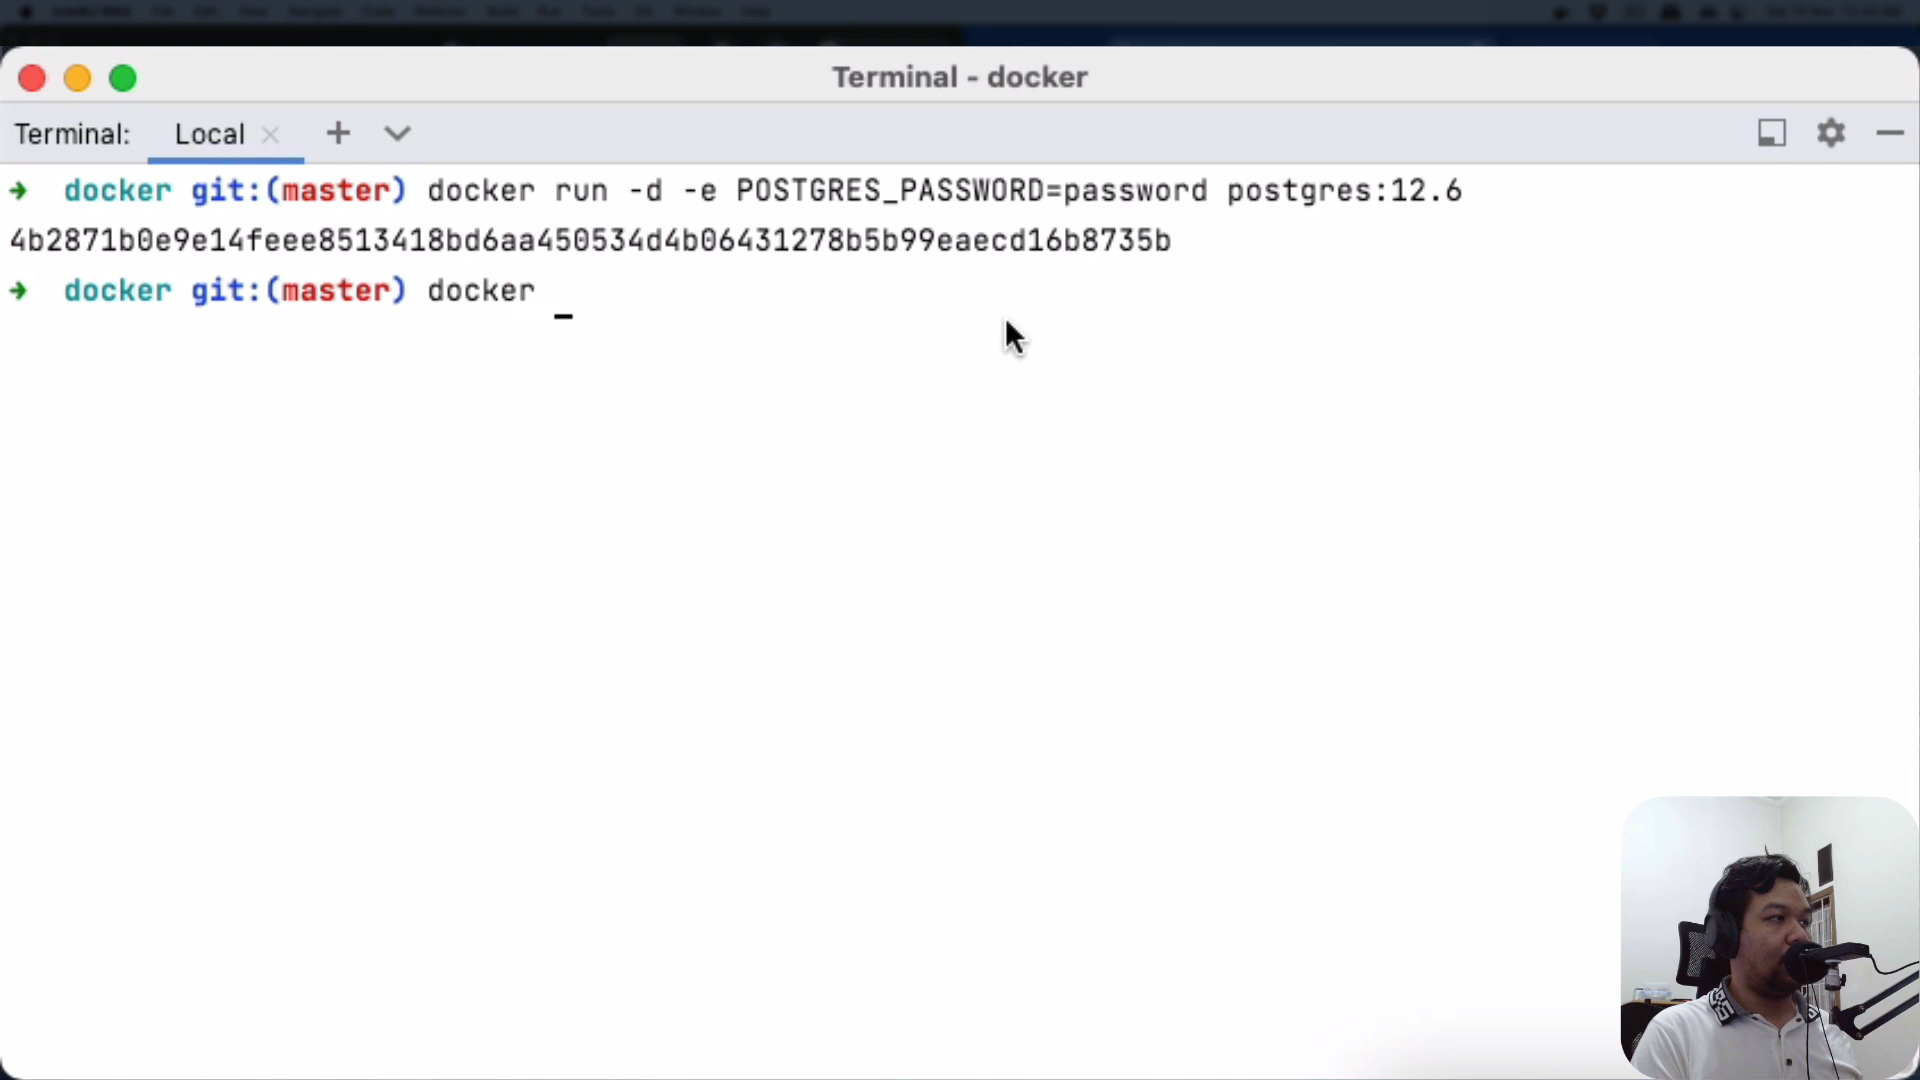 Terminal - docker
Terminal: Local
➜ docker git:(master) docker run -d -e POSTGRES_PASSWORD=password postgres:12.6
4b2871b0e9e14feee8513418bd6aa450534d4b06431278b5b99eaecd16b8735b
➜ docker git:(master) docker _